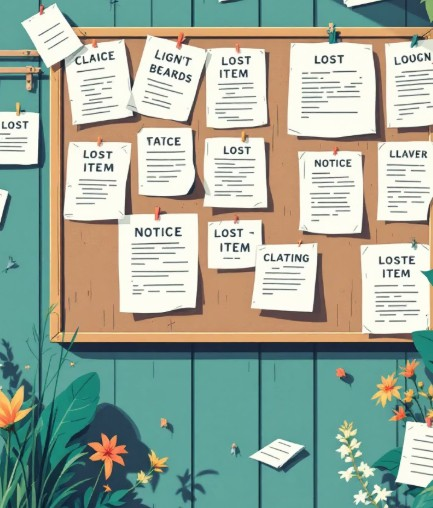 CLAICE
LIGN'T
BEARDS
LOST
ITEM
LOST
LOUGN
LOST
LOST
ITEM
TATCE
LOST
NOTICE
LLAVER
NOTICE
LOST
ITEM
CLATING
LOSTE
ITEM